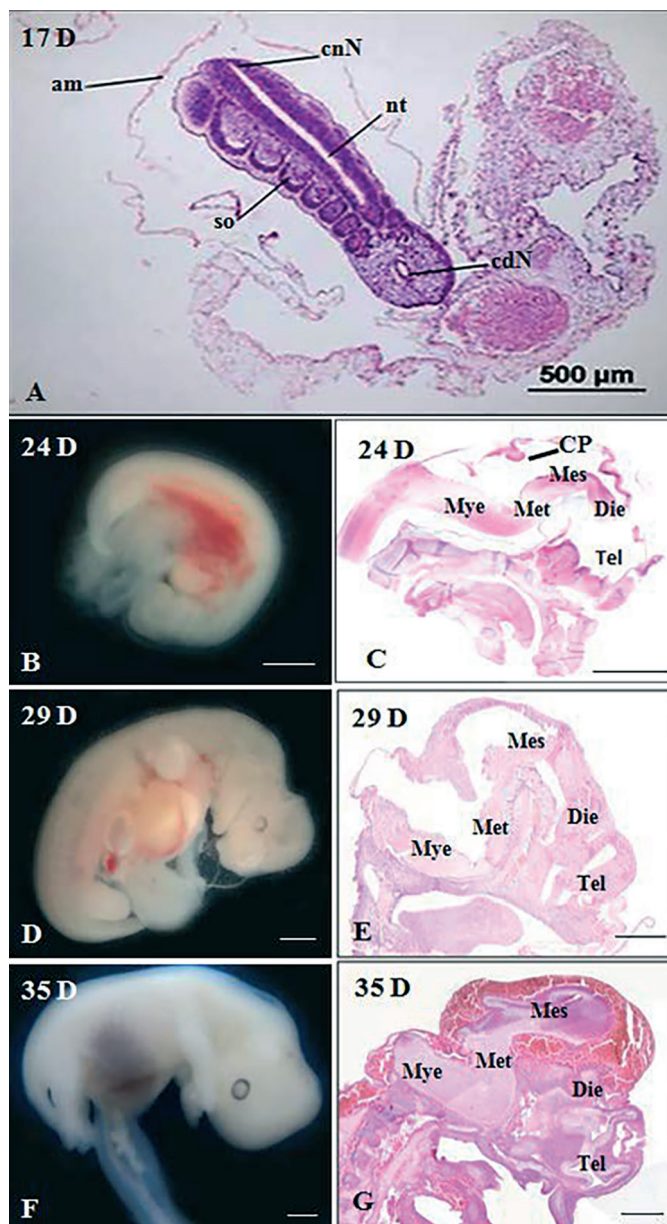 17 D
cnN
am
nt
so
cdN
500 µm
A
24 D
B
24 D
CP
Mes
Mye
Met
Die
Tel
C
29 D
D
29 D
Mes
Met
Die
Mye
Tel
E
35 D
F
35 D
Mes
Met
Mye
Die
Tel
G